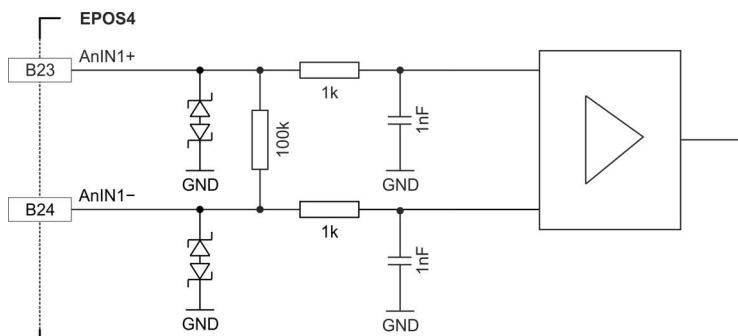 EPOS4
AnIN1+
B23
1k
1nF
100k
GND
GND
AnIN1−
B24
1k
1nF
GND
GND